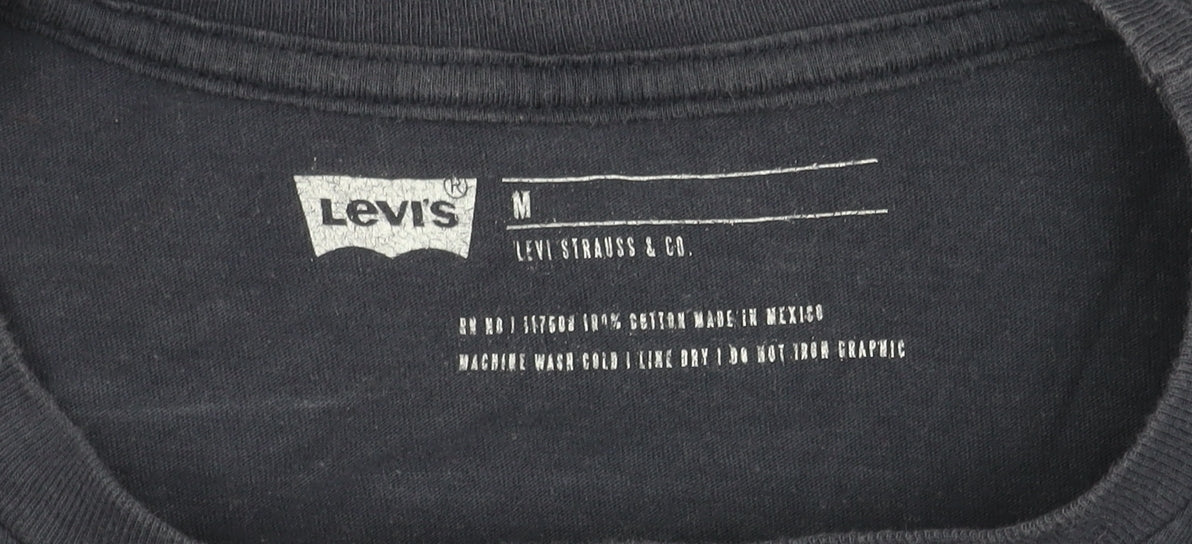 LEVI'S®
M
LEVI STRAUSS & CO.
RN NO / 100% COTTON MADE IN MEXICO
MACHINE WASH COLD / LINE DRY / DO NOT IRON GRAPHIC